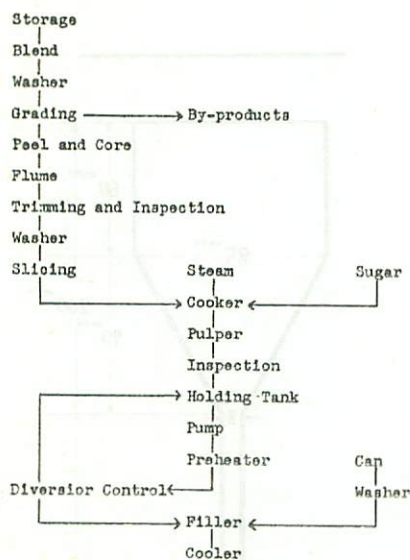 Storage
Blend
Washer
Grading By-products
Peel and Core
Flume
Trimming and Inspection
Washer
Slicing Steam Sugar
Cooker
Pulper
Inspection
Holding Tank
Pump
Preheater Can
Diversior Control Washer
Filler
Cooler